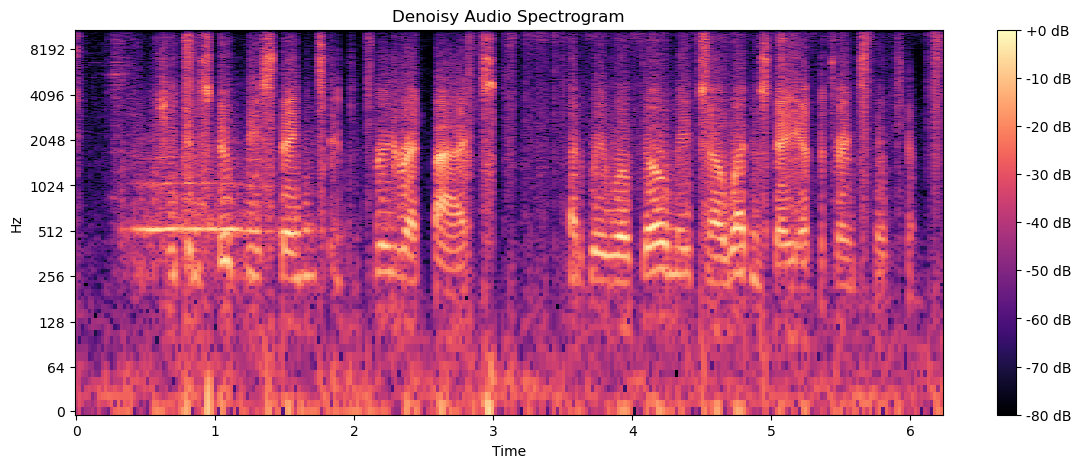 Denoisy Audio Spectrogram
8192
4096
2048
1024
512
256
128
64
0
Hz
0 1 2 3 4 5 6
Time
+0 dB
-10 dB
-20 dB
-30 dB
-40 dB
-50 dB
-60 dB
-70 dB
-80 dB